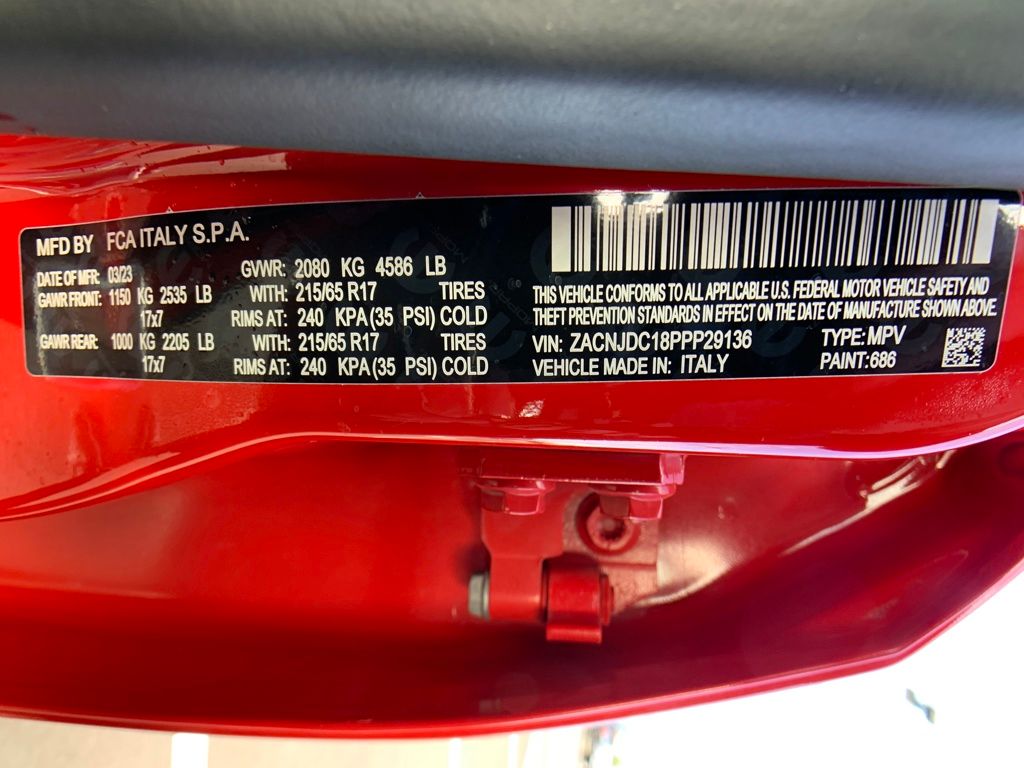 MFD BY FCA ITALY S.P.A.
DATE OF MFR: 03/23 GVWR: 2080 KG 4586 LB
GAWR FRONT: 1150 KG 2535 LB WITH: 215/65 R17 TIRES
17x7 RIMS AT: 240 KPA(35 PSI) COLD
GAWR REAR: 1000 KG 2205 LB WITH: 215/65 R17 TIRES
17x7 RIMS AT: 240 KPA(35 PSI) COLD
THIS VEHICLE CONFORMS TO ALL APPLICABLE U.S. FEDERAL MOTOR VEHICLE SAFETY AND
THEFT PREVENTION STANDARDS IN EFFECT ON THE DATE OF MANUFACTURE SHOWN ABOVE.
VIN: ZACNJDC18PPP29136 TYPE: MPV
VEHICLE MADE IN: ITALY PAINT:686